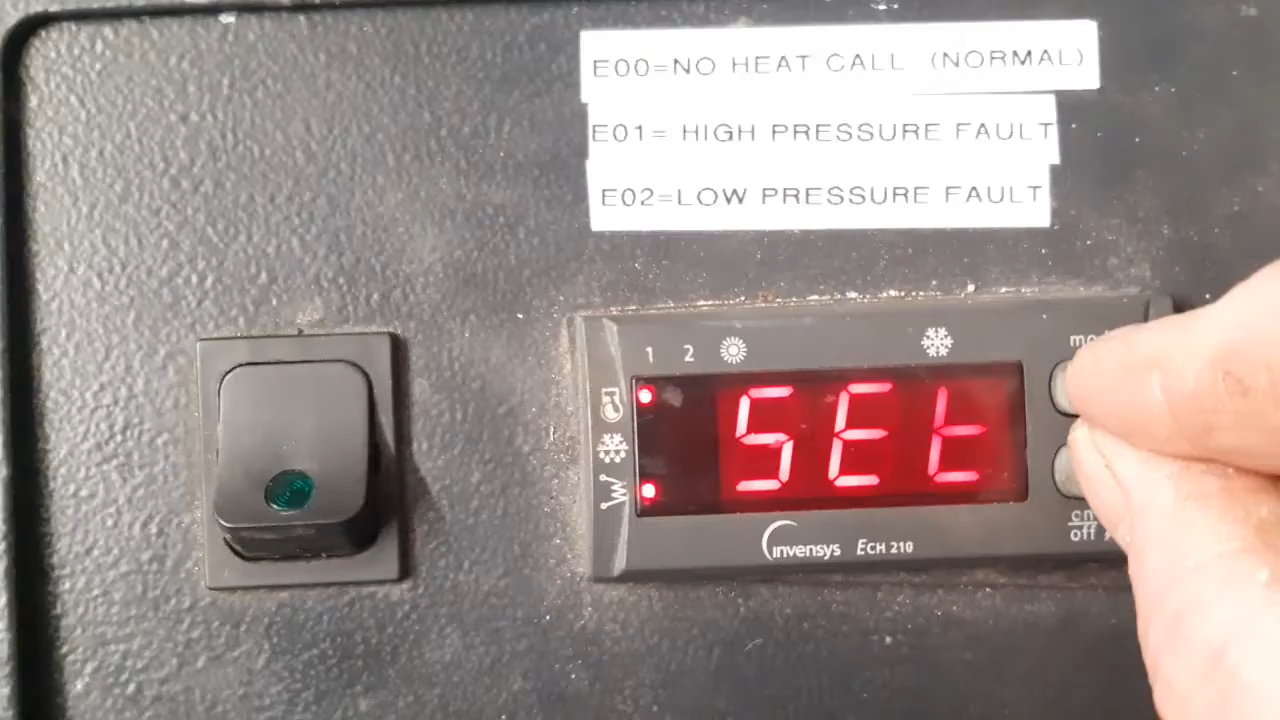 E00=NO HEAT CALL (NORMAL)
E01= HIGH PRESSURE FAULT
E02=LOW PRESSURE FAULT
1 2
SEt
invensys ECH 210
off